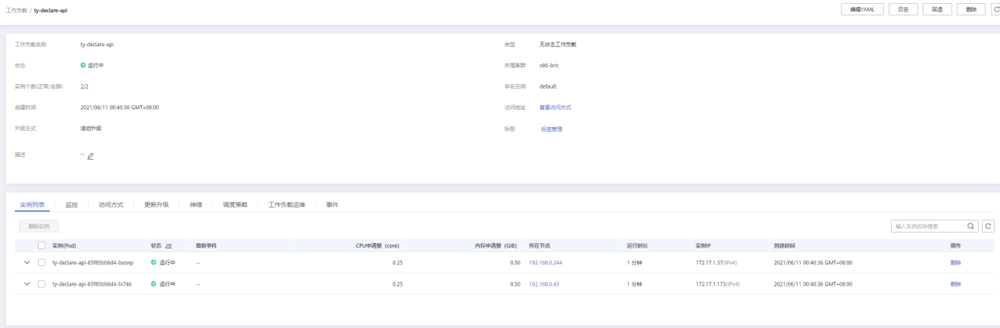 工作负载 / ty-declare-api
编辑YAML 日志 回退 删除
工作负载名称 ty-declare-api 类型 无状态工作负载
状态 运行中 所属集群 x86-bric
实例个数(正常/全部) 2/2 命名空间 default
创建时间 2021/06/11 00:40:36 GMT+08:00 访问地址 查看访问方式
升级方式 滚动升级 标签 标签管理
描述 --
实例列表 监控 访问方式 更新升级 伸缩 调度策略 工作负载运维 事件
删除实例 输入实例名称搜索
实例(Pod) 状态 最新事件 CPU申请量 (core) 内存申请量 (GiB) 所在节点 运行时长 实例IP 创建时间 操作
ty-declare-api-65f85bb6d4-bxzwp 运行中 -- 0.25 0.50 192.168.0.244 1 分钟 172.17.1.37(IPv4) 2021/06/11 00:40:36 GMT+08:00 删除
ty-declare-api-65f85bb6d4-tx746 运行中 -- 0.25 0.50 192.168.0.43 1 分钟 172.17.1.173(IPv4) 2021/06/11 00:40:36 GMT+08:00 删除